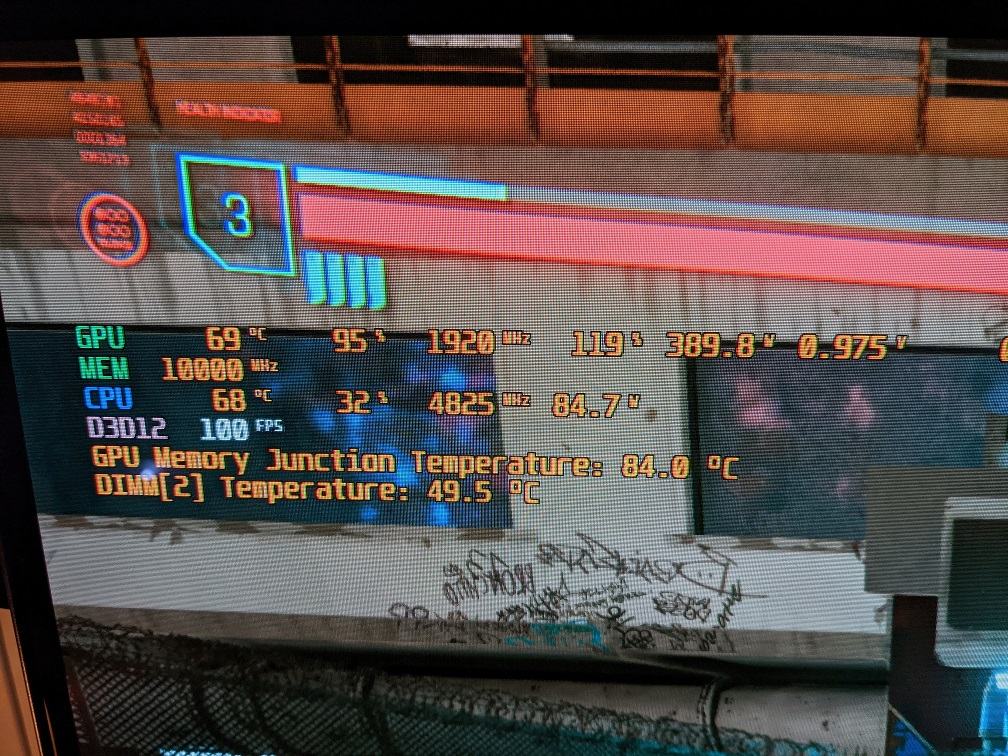 HEALTH INDICATOR
3
GPU 69 °C 95 % 1920 MHz 119 % 389.8 W 0.975 V
MEM 10000 MHz
CPU 68 °C 32 % 4825 MHz 84.7 W
D3D12 100 FPS
GPU Memory Junction Temperature: 84.0 °C
DIMM[2] Temperature: 49.5 °C